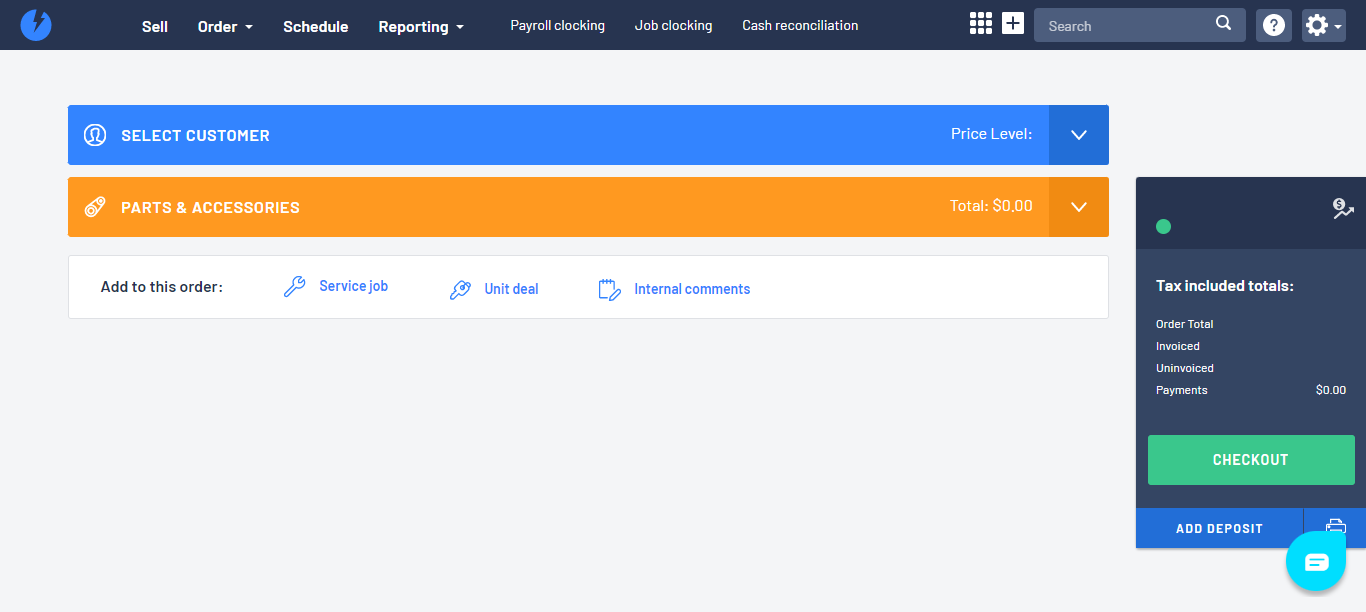 Sell Order Schedule Reporting Payroll clocking Job clocking Cash reconciliation Search
SELECT CUSTOMER Price Level:
PARTS & ACCESSORIES Total: $0.00
Add to this order: Service job Unit deal Internal comments
Tax included totals:
Order Total
Invoiced
Uninvoiced
Payments $0.00
CHECKOUT
ADD DEPOSIT